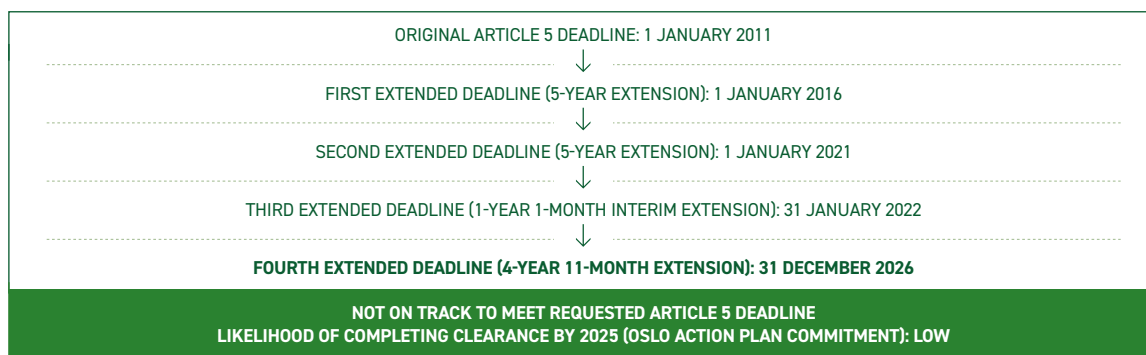 ORIGINAL ARTICLE 5 DEADLINE: 1 JANUARY 2011
FIRST EXTENDED DEADLINE (5-YEAR EXTENSION): 1 JANUARY 2016
SECOND EXTENDED DEADLINE (5-YEAR EXTENSION): 1 JANUARY 2021
THIRD EXTENDED DEADLINE (1-YEAR 1-MONTH INTERIM EXTENSION): 31 JANUARY 2022
FOURTH EXTENDED DEADLINE (4-YEAR 11-MONTH EXTENSION): 31 DECEMBER 2026
NOT ON TRACK TO MEET REQUESTED ARTICLE 5 DEADLINE
LIKELIHOOD OF COMPLETING CLEARANCE BY 2025 (OSLO ACTION PLAN COMMITMENT): LOW